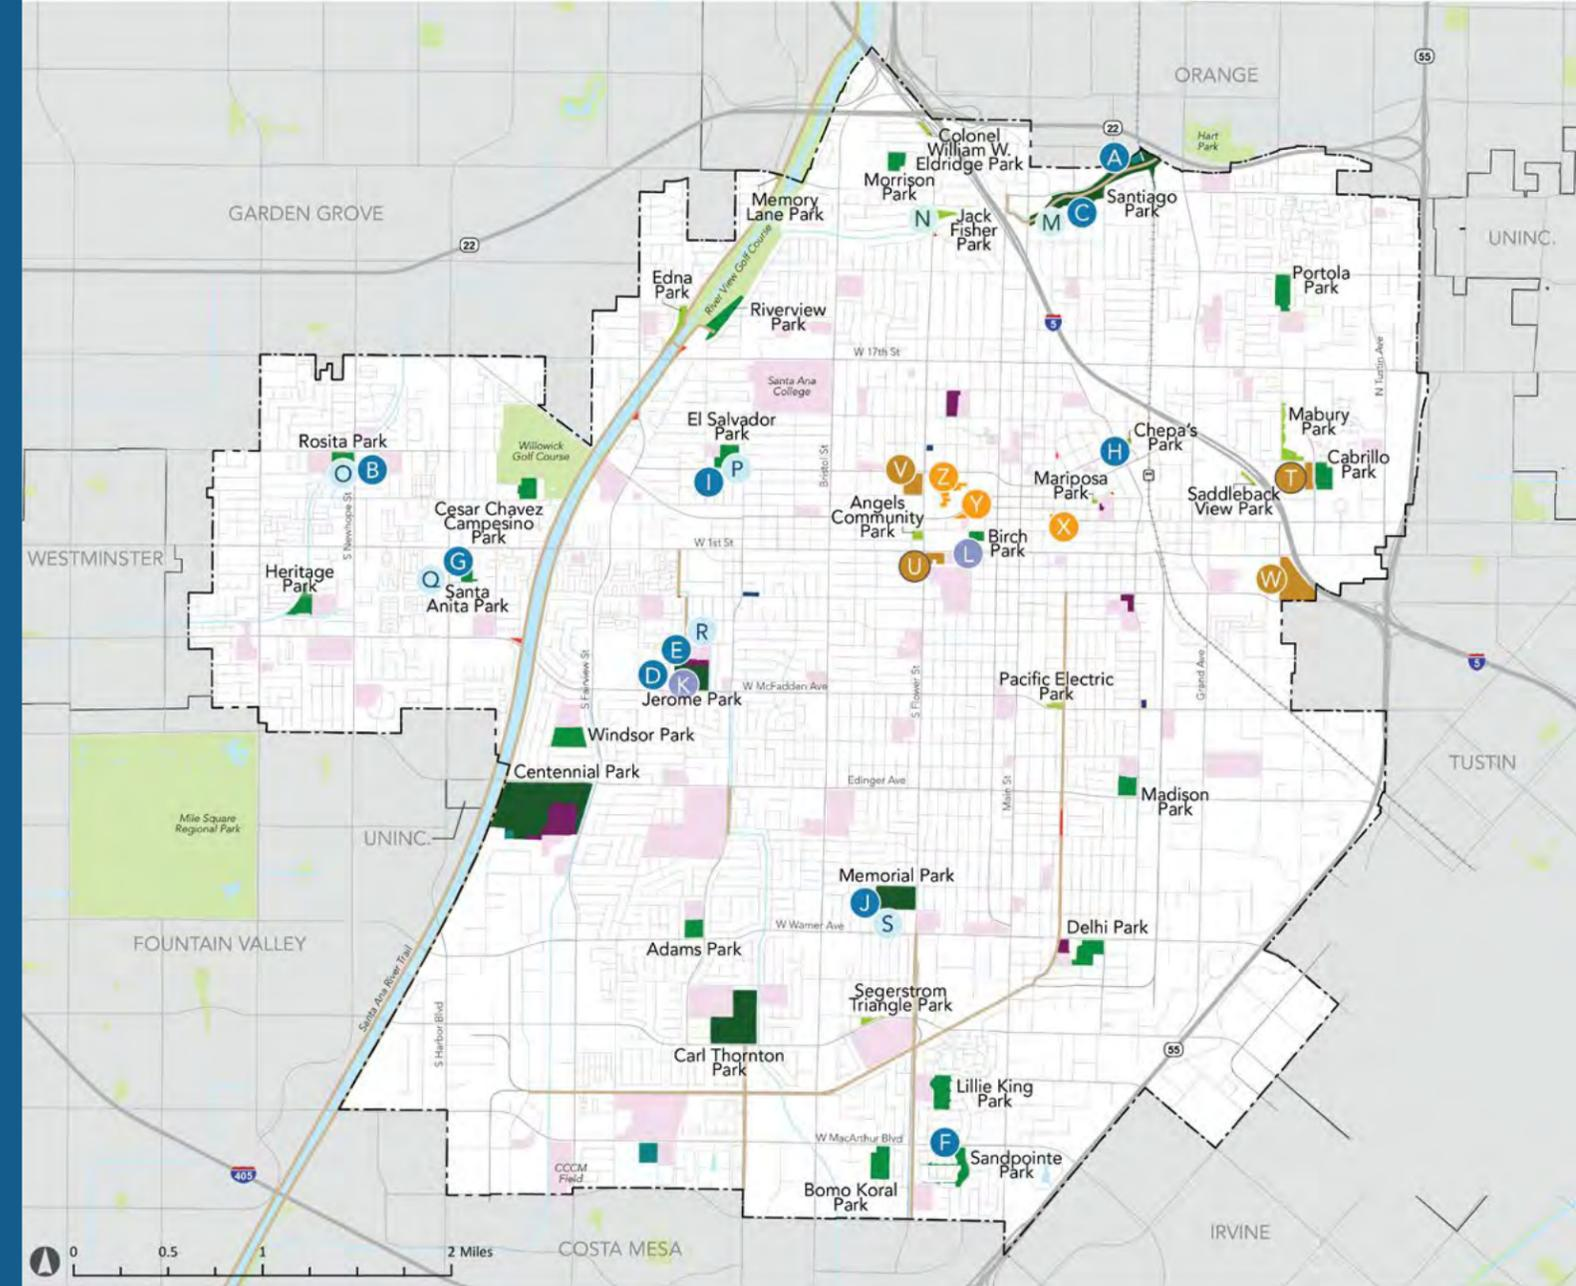 55
ORANGE
22
Hart
Park
Colonel
William W.
Eldridge Park
A
Morrison
Park
Santiago
Park
GARDEN GROVE
Memory
Lane Park
N
Jack
Fisher
Park
M
C
22
UNINC.
River View Golf Course
Edna
Park
Portola
Park
Riverview
Park
5
W 17th St
N Tustin Ave
Santa Ana
College
El Salvador
Park
Mabury
Park
Chepa's
Park
Rosita Park
Willowick
Golf Course
Bristol St
H
Cabrillo
Park
O
B
P
I
V
Z
Mariposa
Park
T
Saddleback
View Park
Cesar Chavez
Campesino
Park
S Newhope St
Angels
Community
Park
Y
X
Birch
Park
W 1st St
WESTMINSTER
G
L
Heritage
Park
Q
Santa
Anita Park
U
W
R
E
S Fairview St
D
K
Jerome Park
W McFadden Ave
S Flower St
Pacific Electric
Park
Grand Ave
5
Windsor Park
Centennial Park
Edinger Ave
Main St
TUSTIN
Madison
Park
Mile Square
Regional Park
UNINC.
Memorial Park
J
S
W Warner Ave
Delhi Park
FOUNTAIN VALLEY
Adams Park
Santa Ana River Trail
S Harbor Blvd
Segerstrom
Triangle Park
Carl Thornton
Park
55
Lillie King
Park
W MacArthur Blvd
F
Sandpointe
Park
CCCM
Field
405
Bomo Koral
Park
IRVINE
COSTA MESA
0 0.5 1 2 Miles